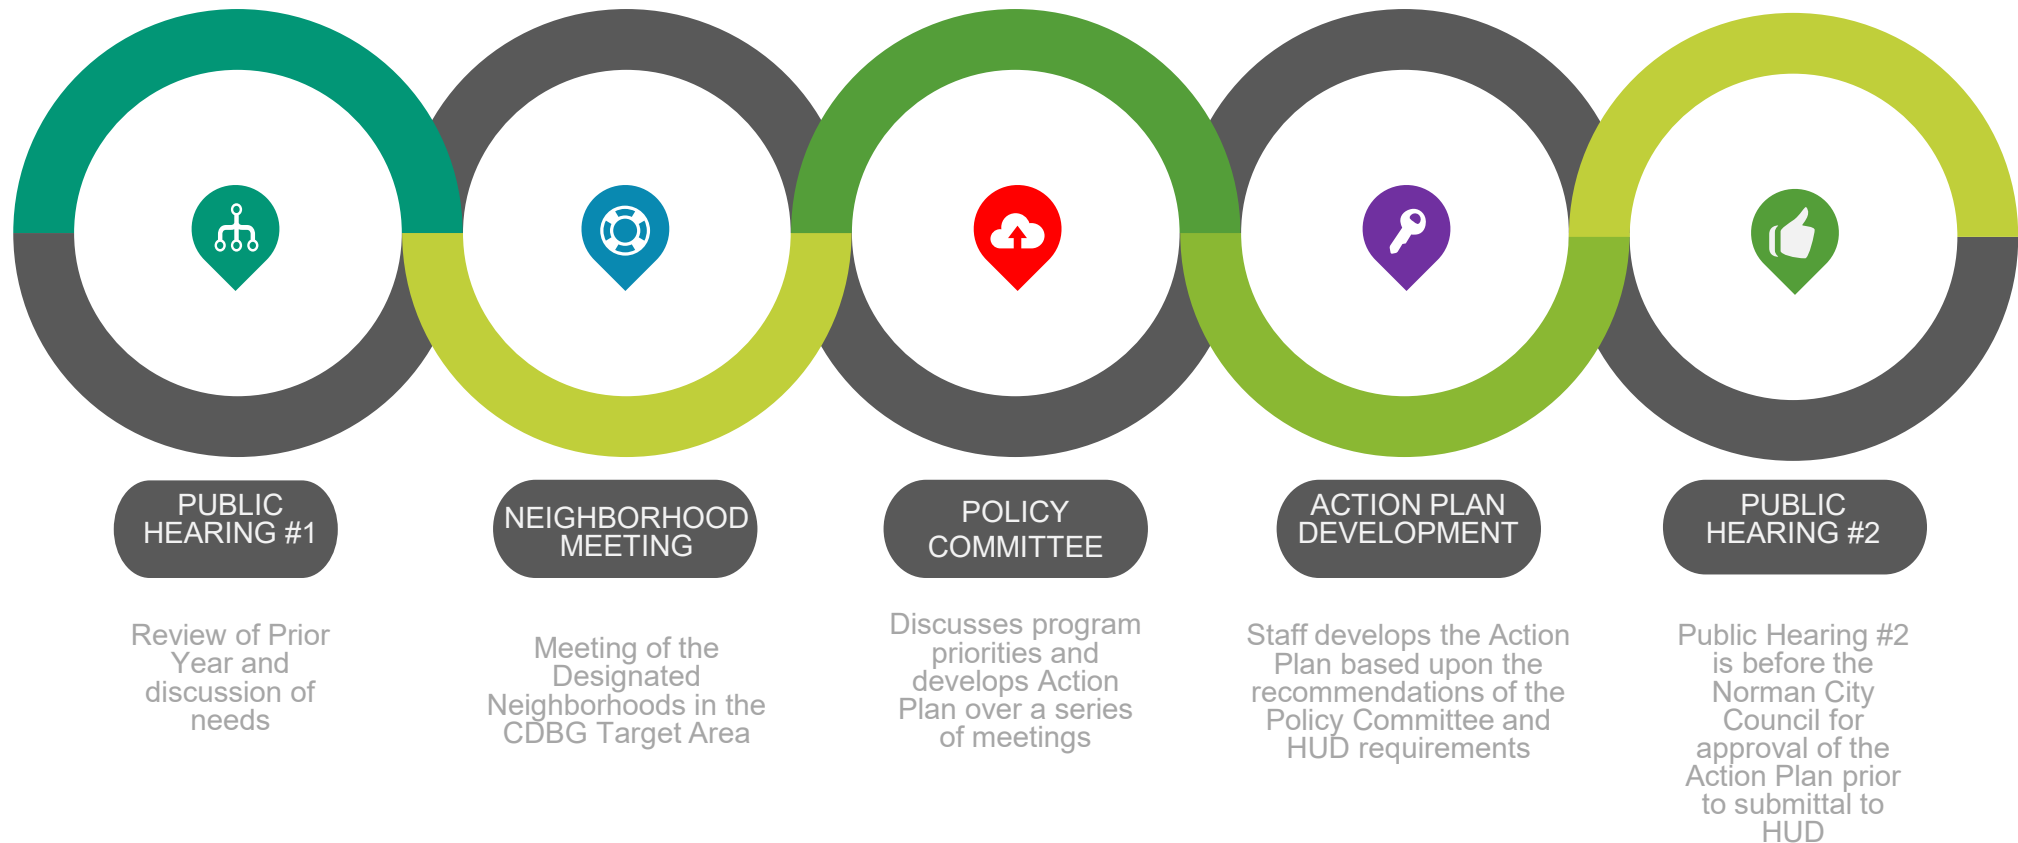 PUBLIC
HEARING #1
NEIGHBORHOOD
MEETING
POLICY
COMMITTEE
ACTION PLAN
DEVELOPMENT
PUBLIC
HEARING #2
Review of Prior
Year and
discussion of
needs
Meeting of the
Designated
Neighborhoods in the
CDBG Target Area
Discusses program
priorities and
develops Action
Plan over a series
of meetings
Staff develops the Action
Plan based upon the
recommendations of the
Policy Committee and
HUD requirements
Public Hearing #2
is before the
Norman City
Council for
approval of the
Action Plan prior
to submittal to
HUD